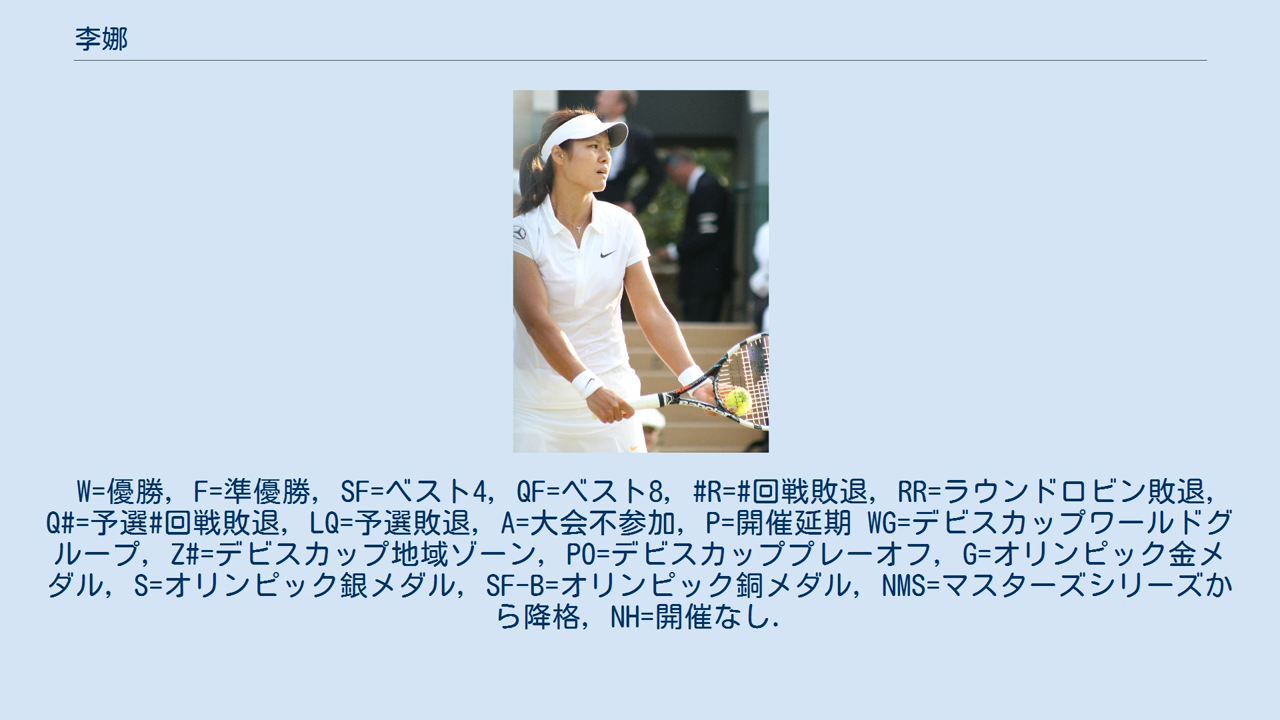 李娜
W=優勝, F=準優勝, SF=ベスト4, QF=ベスト8, #R=#回戦敗退, RR=ラウンドロビン敗退,
Q#=予選#回戦敗退, LQ=予選敗退, A=大会不参加, P=開催延期 WG=デビスカップワールドグ
ループ, Z#=デビスカップ地域ゾーン, PO=デビスカッププレーオフ, G=オリンピック金メ
ダル, S=オリンピック銀メダル, SF-B=オリンピック銅メダル, NMS=マスターズシリーズか
ら降格, NH=開催なし.